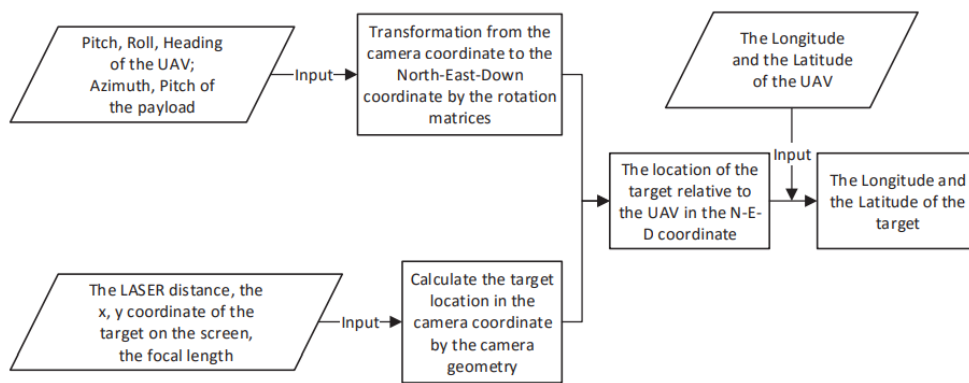 Pitch, Roll, Heading
of the UAV;
Azimuth, Pitch of
the payload
Input
Transformation from the
camera coordinate to the
North-East-Down
coordinate by the rotation
matrices
The Longitude
and the Latitude
of the UAV
Input
The location of the
target relative to
the UAV in the N-E-
D coordinate
The Longitude and
the Latitude of the
target
The LASER distance, the
x, y coordinate of the
target on the screen,
the focal length
Input
Calculate the target
location in the
camera coordinate
by the camera
geometry